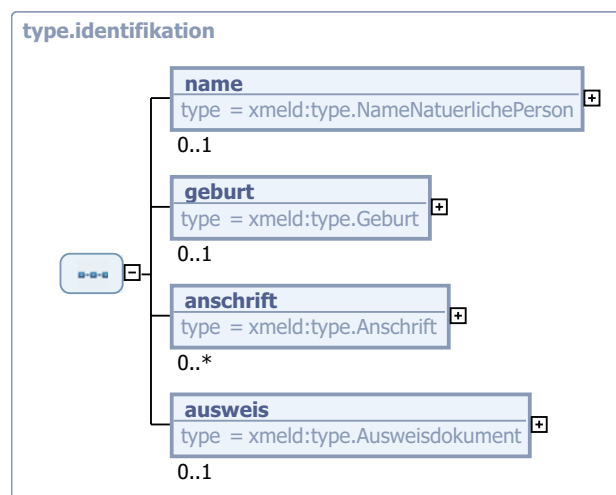 type.identifikation
name
type = xmeld:type.NameNatuerlichePerson
0..1
geburt
type = xmeld:type.Geburt
0..1
anschrift
type = xmeld:type.Anschrift
0..*
ausweis
type = xmeld:type.Ausweisdokument
0..1